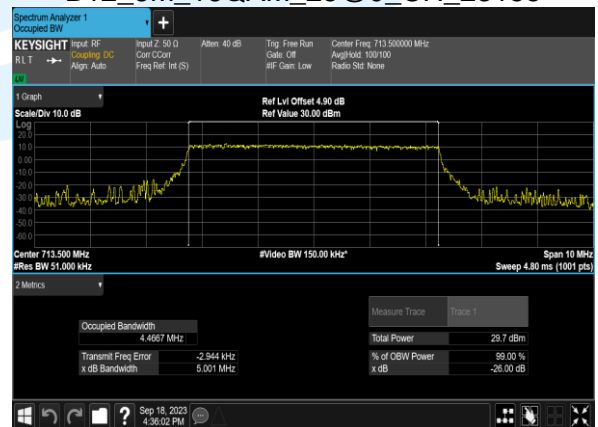 Spectrum Analyzer 1
Occupied BW
KEYSIGHT
Input: RF
Coupling: DC
Align: Auto
Input Z: 50 Ω
Corr CCorr
Freq Ref: Int (S)
Atten: 40 dB
Trig: Free Run
Gate: Off
#IF Gain: Low
Center Freq: 713.500000 MHz
Avg|Hold: 100/100
Radio Std: None
R L T
LW
1 Graph
Scale/Div 10.0 dB
Ref Lvl Offset 4.90 dB
Ref Value 30.00 dBm
Log
20.0
10.0
0.00
-10.0
-20.0
-30.0
-40.0
-50.0
-60.0
Center 713.500 MHz
#Res BW 51.000 kHz
#Video BW 150.00 kHz*
Span 10 MHz
Sweep 4.80 ms (1001 pts)
2 Metrics
Measure Trace Trace 1
Occupied Bandwidth
4.4667 MHz
Total Power 29.7 dBm
Transmit Freq Error -2.944 kHz
x dB Bandwidth 5.001 MHz
% of OBW Power 99.00 %
x dB -26.00 dB
?
Sep 18, 2023
4:36:02 PM